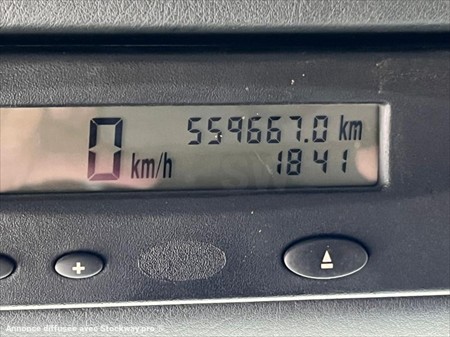 559667.0 km
0 km/h
18 41
+
Annonce diffusée avec Stockway.pro